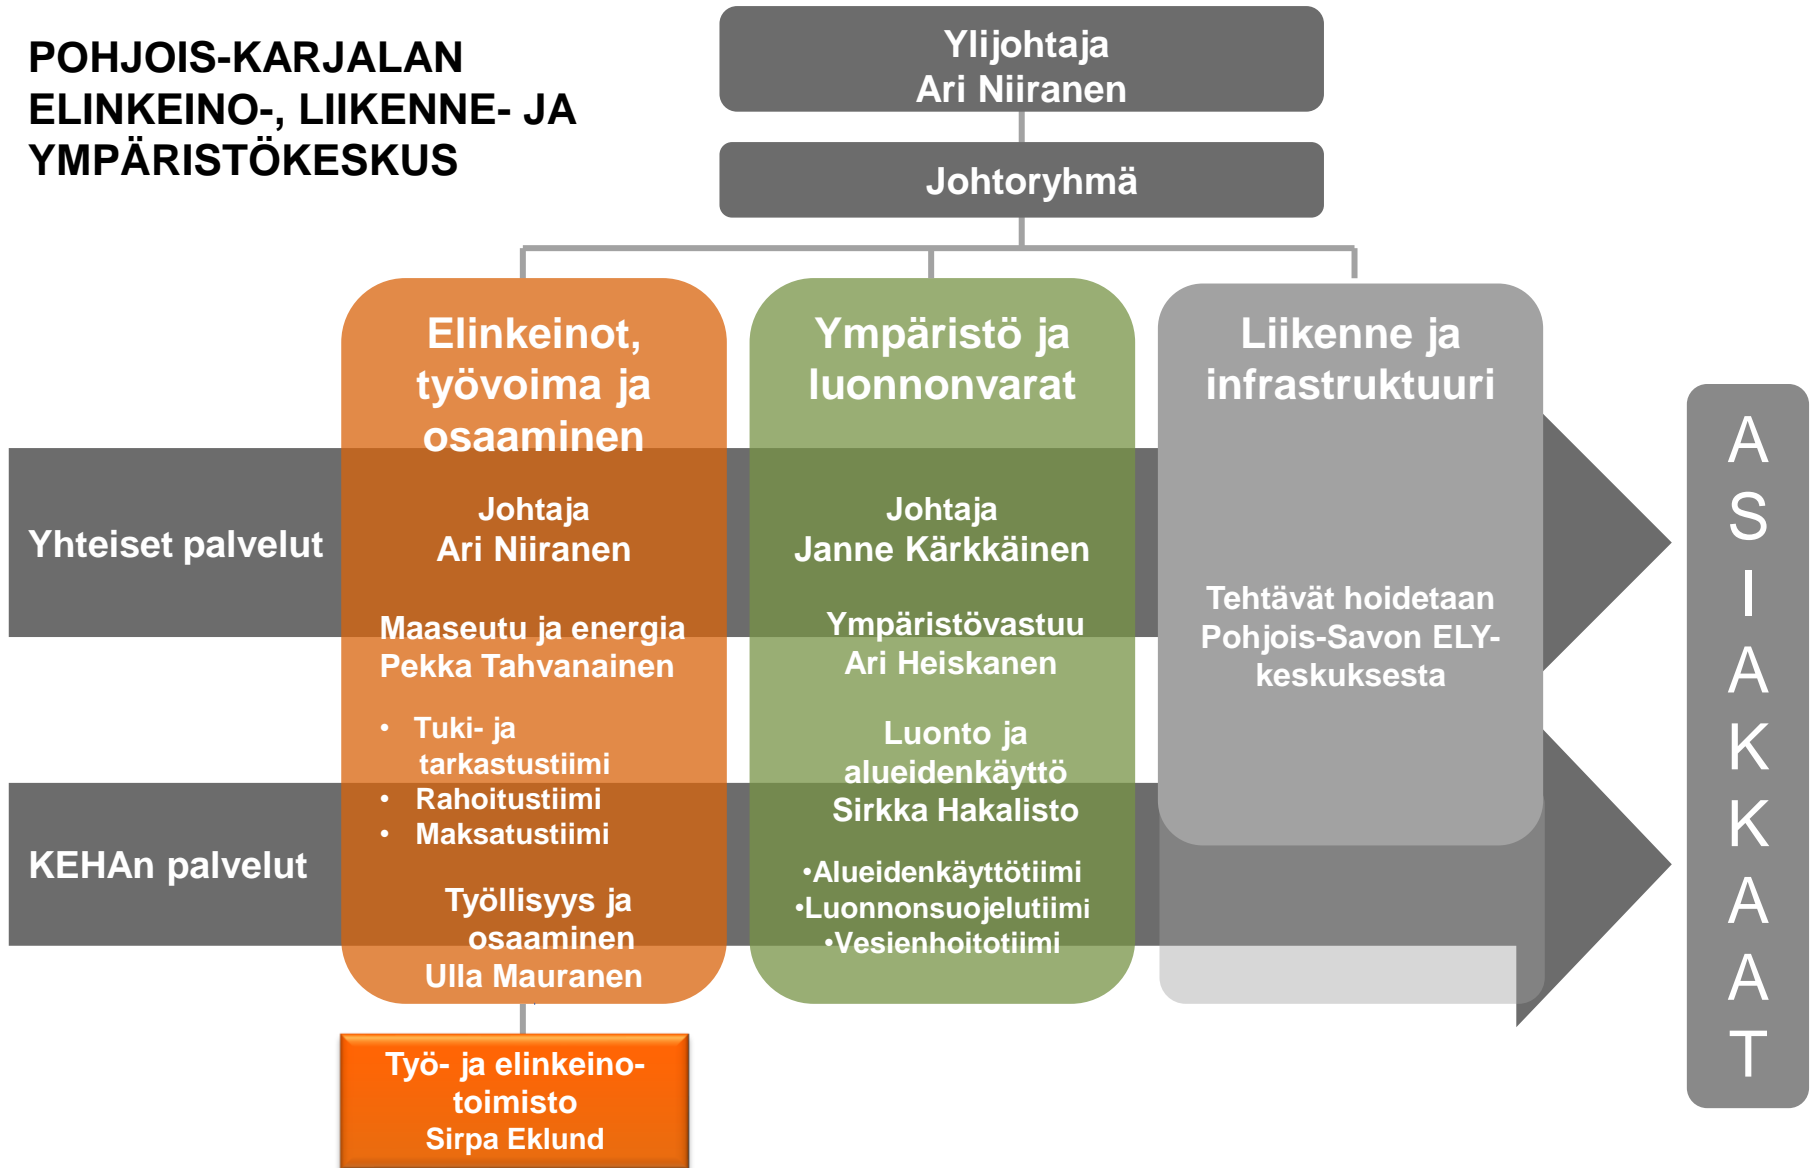 POHJOIS-KARJALAN
ELINKEINO-, LIIKENNE- JA
YMPÄRISTÖKESKUS
Ylijohtaja
Ari Niiranen
Johtoryhmä
Elinkeinot,
työvoima ja
osaaminen
Johtaja
Ari Niiranen
Maaseutu ja energia
Pekka Tahvanainen
• Tuki- ja
tarkastustiimi
• Rahoitustiimi
• Maksatustiimi
Työllisyys ja
osaaminen
Ulla Mauranen
Työ- ja elinkeino-
toimisto
Sirpa Eklund
Ympäristö ja
luonnonvarat
Johtaja
Janne Kärkkäinen
Ympäristövastuu
Ari Heiskanen
Luonto ja
alueidenkäyttö
Sirkka Hakalisto
•Alueidenkäyttötiimi
•Luonnonsuojelutiimi
•Vesienhoitotiimi
Liikenne ja
infrastruktuuri
Tehtävät hoidetaan
Pohjois-Savon ELY-
keskuksesta
Yhteiset palvelut
KEHAn palvelut
A
S
I
A
K
K
A
A
T